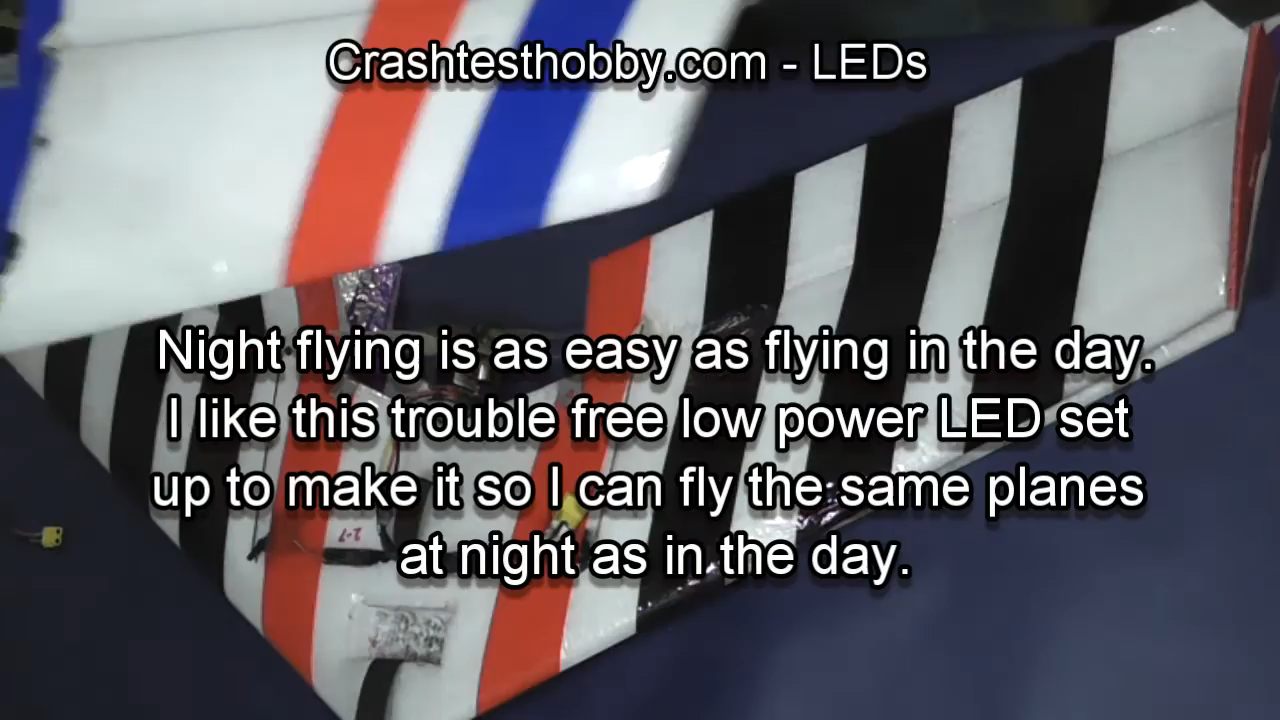 Crashtesthobby.com - LEDs
Night flying is as easy as flying in the day.
I like this trouble free low power LED set
up to make it so I can fly the same planes
at night as in the day.